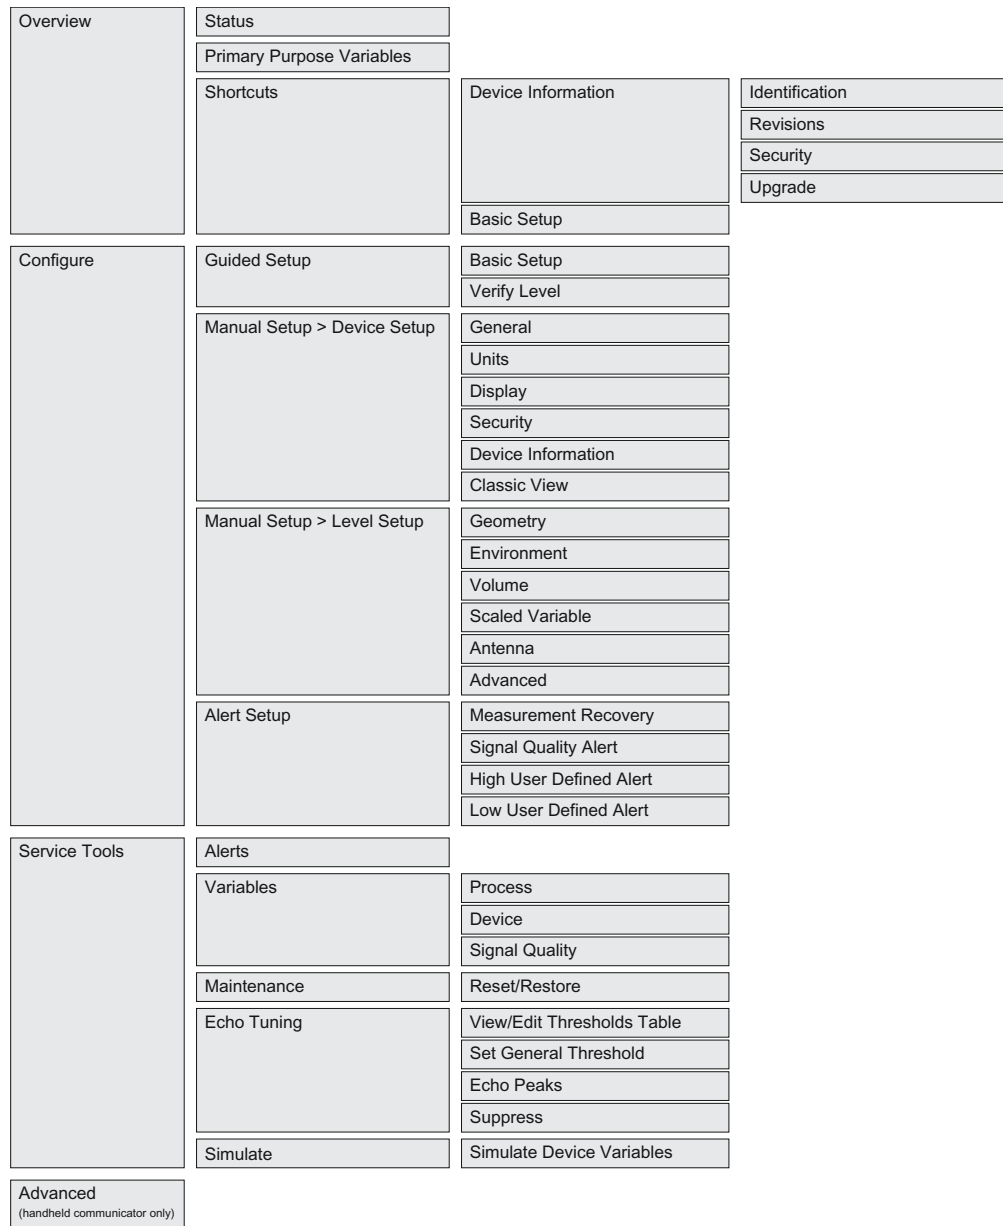 Overview
Status
Primary Purpose Variables
Shortcuts
Device Information
Identification
Revisions
Security
Upgrade
Basic Setup
Configure
Guided Setup
Basic Setup
Verify Level
Manual Setup > Device Setup
General
Units
Display
Security
Device Information
Classic View
Manual Setup > Level Setup
Geometry
Environment
Volume
Scaled Variable
Antenna
Advanced
Alert Setup
Measurement Recovery
Signal Quality Alert
High User Defined Alert
Low User Defined Alert
Service Tools
Alerts
Variables
Process
Device
Signal Quality
Maintenance
Reset/Restore
Echo Tuning
View/Edit Thresholds Table
Set General Threshold
Echo Peaks
Suppress
Simulate
Simulate Device Variables
Advanced
(handheld communicator only)